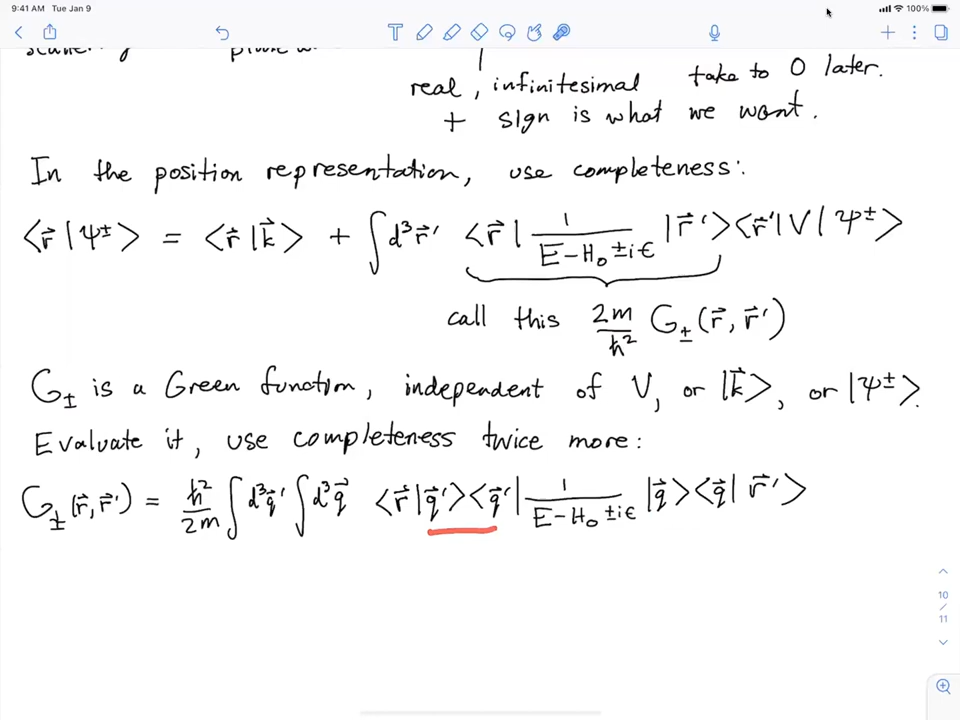 9:41 AM Tue Jan 9
100%
real, infinitesimal take to 0 later.
+ sign is what we want.
In the position representation, use completeness:
<r⃗|Ψ±> = <r⃗|k⃗> + ∫d³r⃗' <r⃗| 1/(E-H₀±iϵ) |r⃗'><r⃗'|V|Ψ±>
call this 2m/ħ² G±(r⃗, r⃗')
G± is a Green function, independent of V, or |k⃗>, or |Ψ±>.
Evaluate it, use completeness twice more:
G±(r⃗, r⃗') = ħ²/2m ∫d³q⃗' ∫d³q⃗ <r⃗|q⃗'><q⃗'| 1/(E-H₀±iϵ) |q⃗><q⃗|r⃗'>
10
/
11